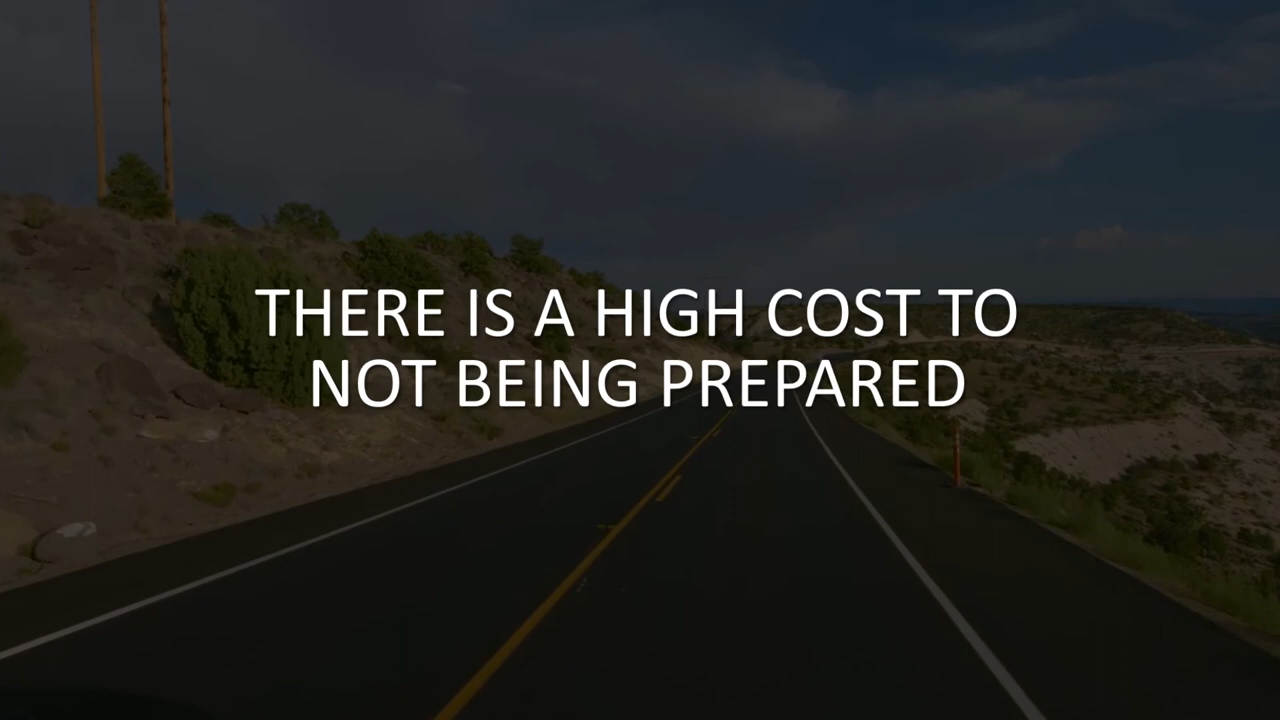 THERE IS A HIGH COST TO
NOT BEING PREPARED